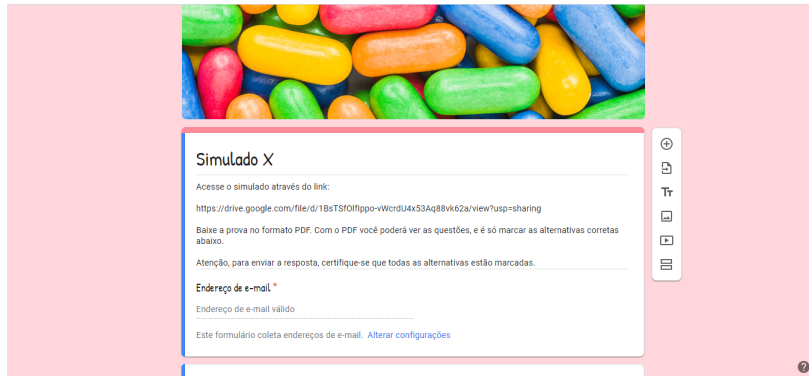 Simulado X
Acesse o simulado através do link:
https://drive.google.com/file/d/1BsTSfOlfIppo-vWcrdU4x53Aq88vk62a/view?usp=sharing
Baixe a prova no formato PDF. Com o PDF você poderá ver as questões, e é só marcar as alternativas corretas
abaixo.
Atenção, para enviar a resposta, certifique-se que todas as alternativas estão marcadas.
Endereço de e-mail *
Endereço de e-mail válido
Este formulário coleta endereços de e-mail. Alterar configurações